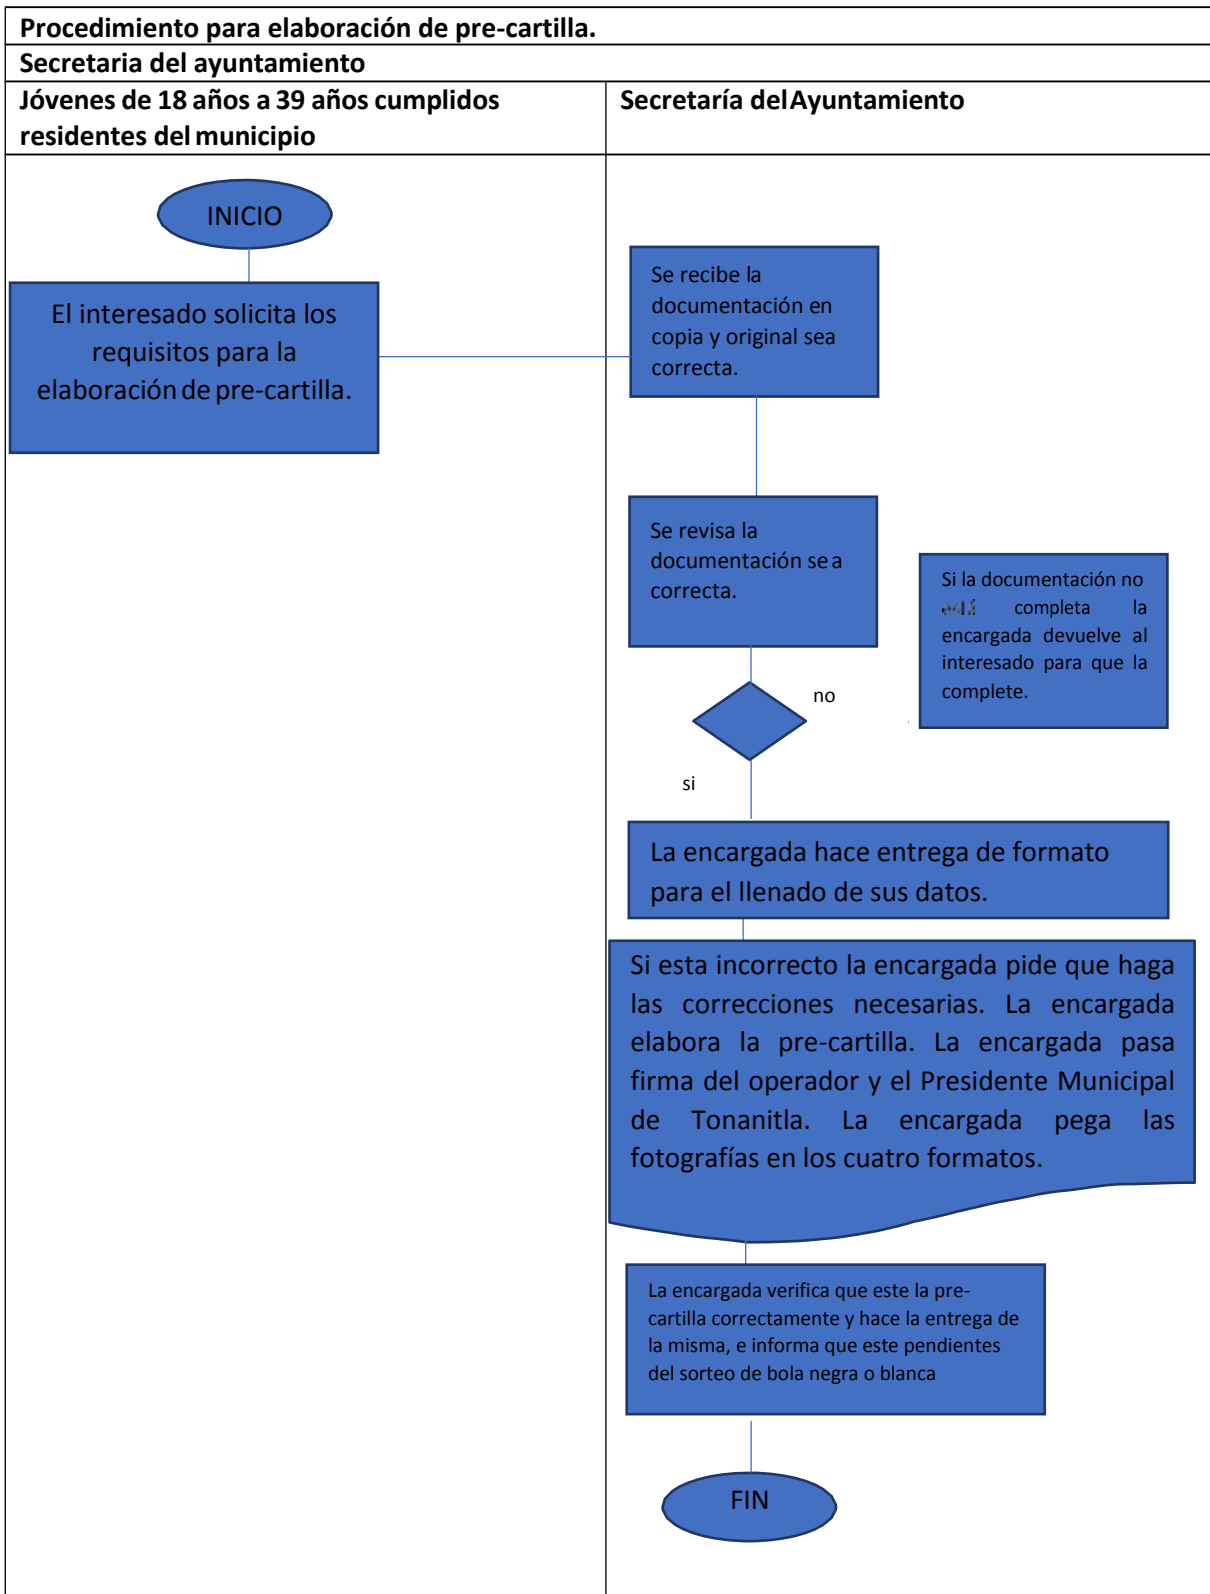 Procedimiento para elaboración de pre-cartilla.
Secretaria del ayuntamiento
Jóvenes de 18 años a 39 años cumplidos
residentes del municipio
Secretaría del Ayuntamiento
INICIO
El interesado solicita los
requisitos para la
elaboración de pre-cartilla.
Se recibe la
documentación en
copia y original sea
correcta.
Se revisa la
documentación sea
correcta.
Si la documentación no
completa la
encargada devuelve al
interesado para que la
complete.
no
si
La encargada hace entrega de formato
para el llenado de sus datos.
Si esta incorrecto la encargada pide que haga
las correcciones necesarias. La encargada
elabora la pre-cartilla. La encargada pasa
firma del operador y el Presidente Municipal
de Tonanitla. La encargada pega las
fotografías en los cuatro formatos.
La encargada verifica que este la pre-
cartilla correctamente y hace la entrega de
la misma, e informa que este pendientes
del sorteo de bola negra o blanca
FIN